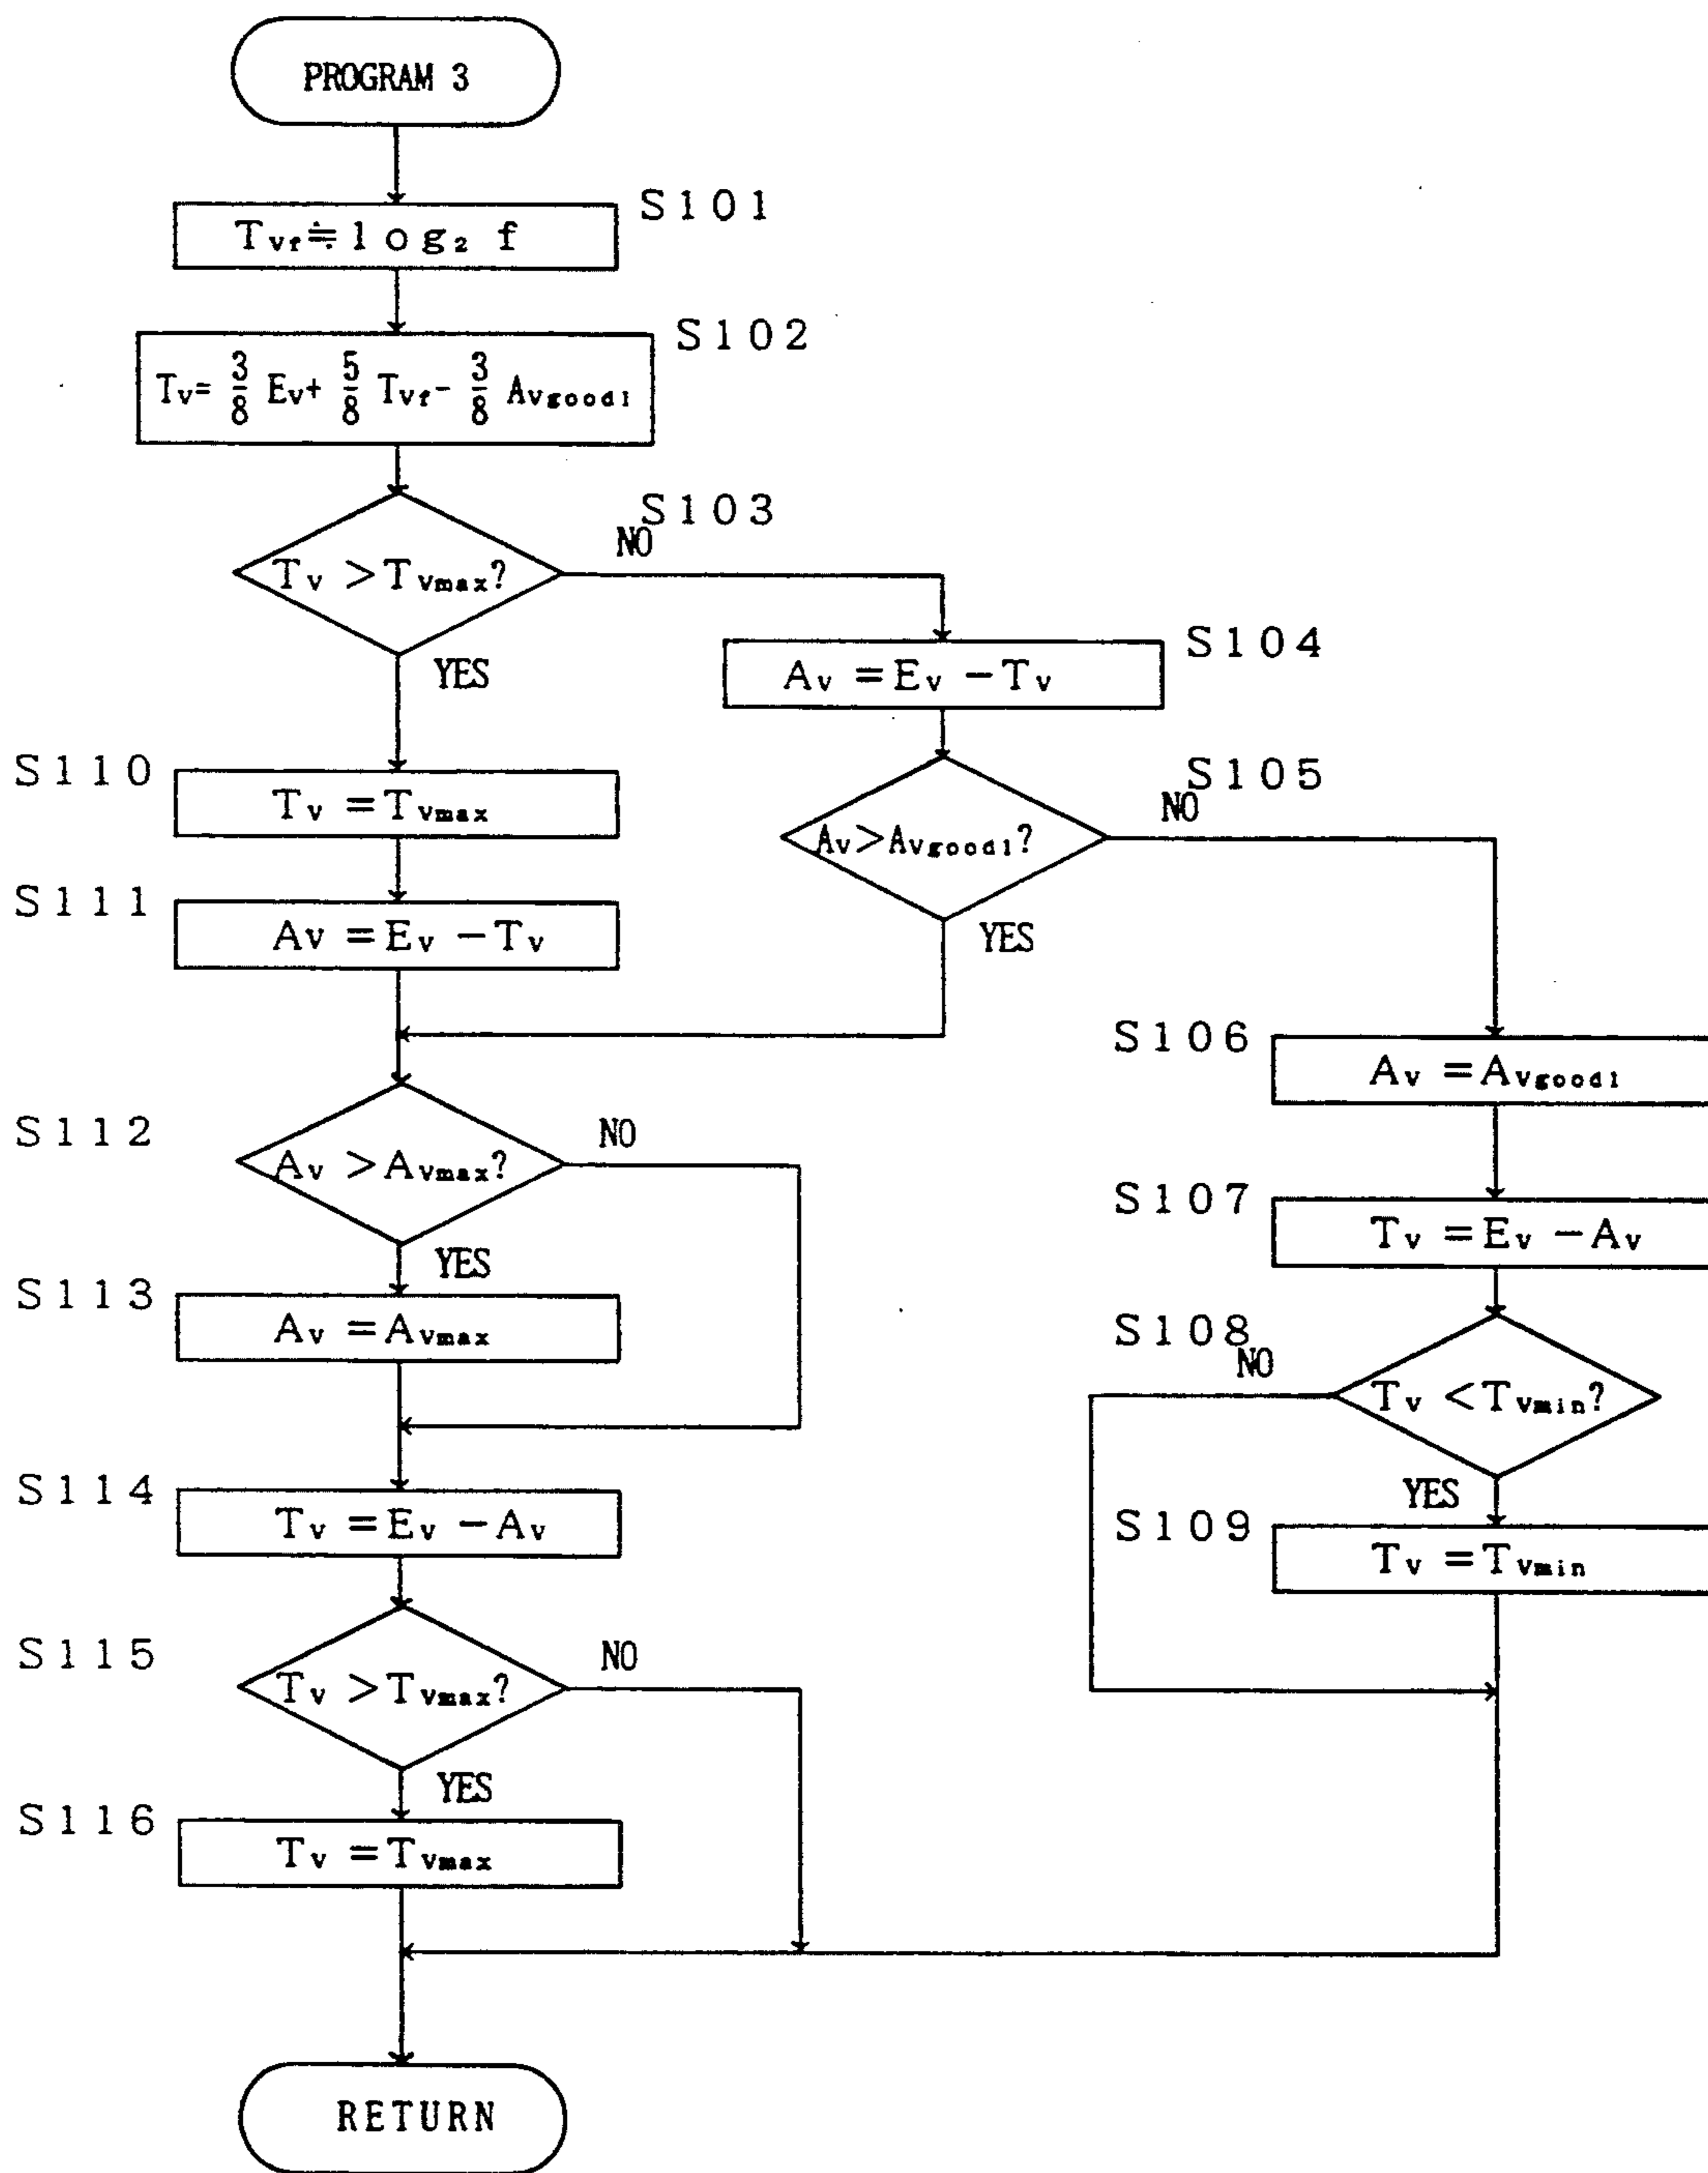 PROGRAM 3
S101
Tvf≒log₂ f
S102
Tv= 3/8 Ev+ 5/8 Tvf- 3/8 Avgood1
S103
Tv >Tvmax?
NO
YES
S104
Av =Ev -Tv
S105
Av>Avgood1?
NO
YES
S110
Tv =Tvmax
S111
Av =Ev -Tv
S106
Av =Avgood1
S107
Tv =Ev -Av
S108
NO
Tv <Tvmin?
YES
S109
Tv =Tvmin
S112
Av >Avmax?
NO
YES
S113
Av =Avmax
S114
Tv =Ev -Av
S115
Tv >Tvmax?
NO
YES
S116
Tv =Tvmax
RETURN